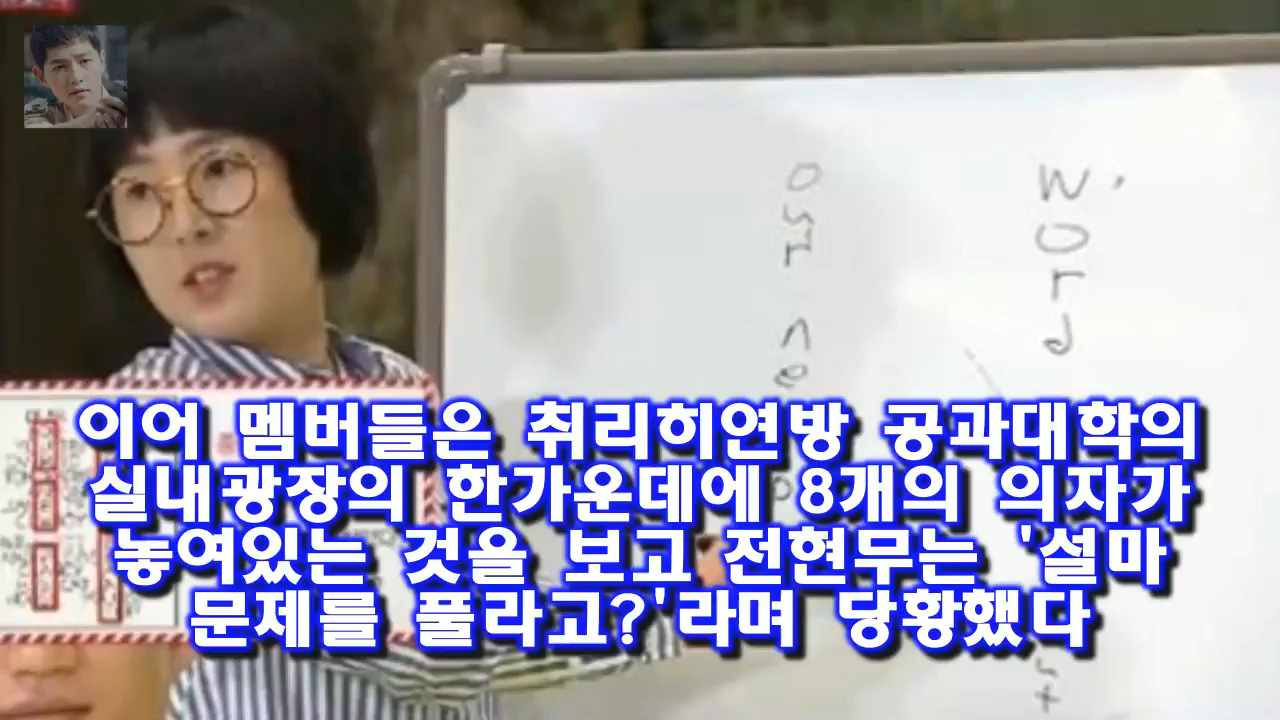 our ne
word
이어 멤버들은 취리히연방 공과대학의
실내광장의 한가운데에 8개의 의자가
놓여있는 것을 보고 전현무는 '설마
문제를 풀라고?'라며 당황했다